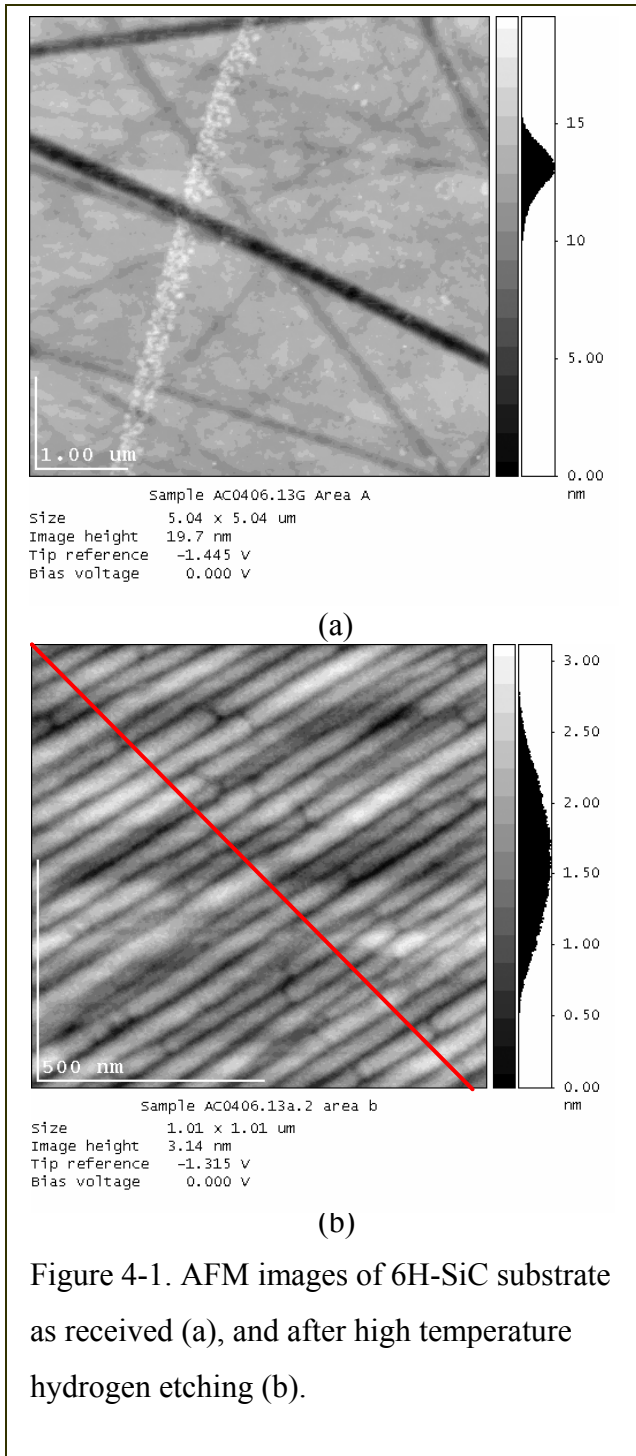 15
10
5.00
0.00
nm
1.00 um
Sample AC0406.13G Area A
Size 5.04 x 5.04 um
Image height 19.7 nm
Tip reference -1.445 V
Bias voltage 0.000 V
(a)
3.00
2.50
2.00
1.50
1.00
0.50
0.00
nm
500 nm
Sample AC0406.13a.2 area b
Size 1.01 x 1.01 um
Image height 3.14 nm
Tip reference -1.315 V
Bias voltage 0.000 V
(b)
Figure 4-1. AFM images of 6H-SiC substrate
as received (a), and after high temperature
hydrogen etching (b).